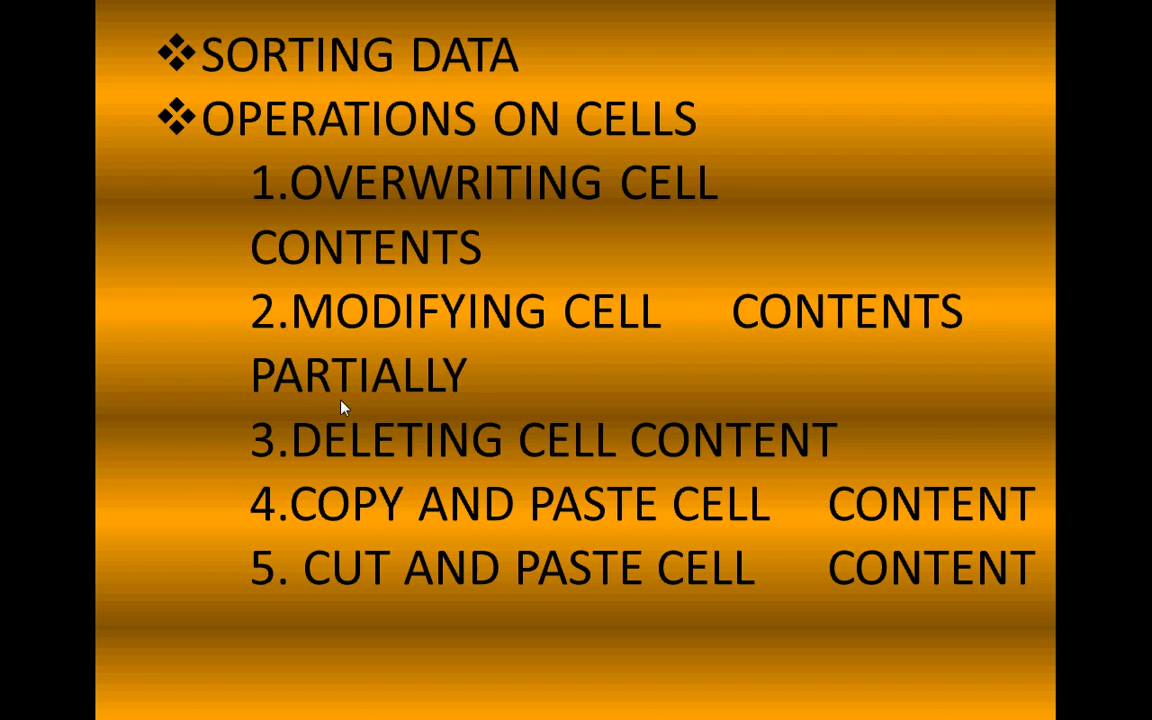 ❖SORTING DATA
❖OPERATIONS ON CELLS
1.OVERWRITING CELL
CONTENTS
2.MODIFYING CELL CONTENTS
PARTIALLY
3.DELETING CELL CONTENT
4.COPY AND PASTE CELL CONTENT
5. CUT AND PASTE CELL CONTENT